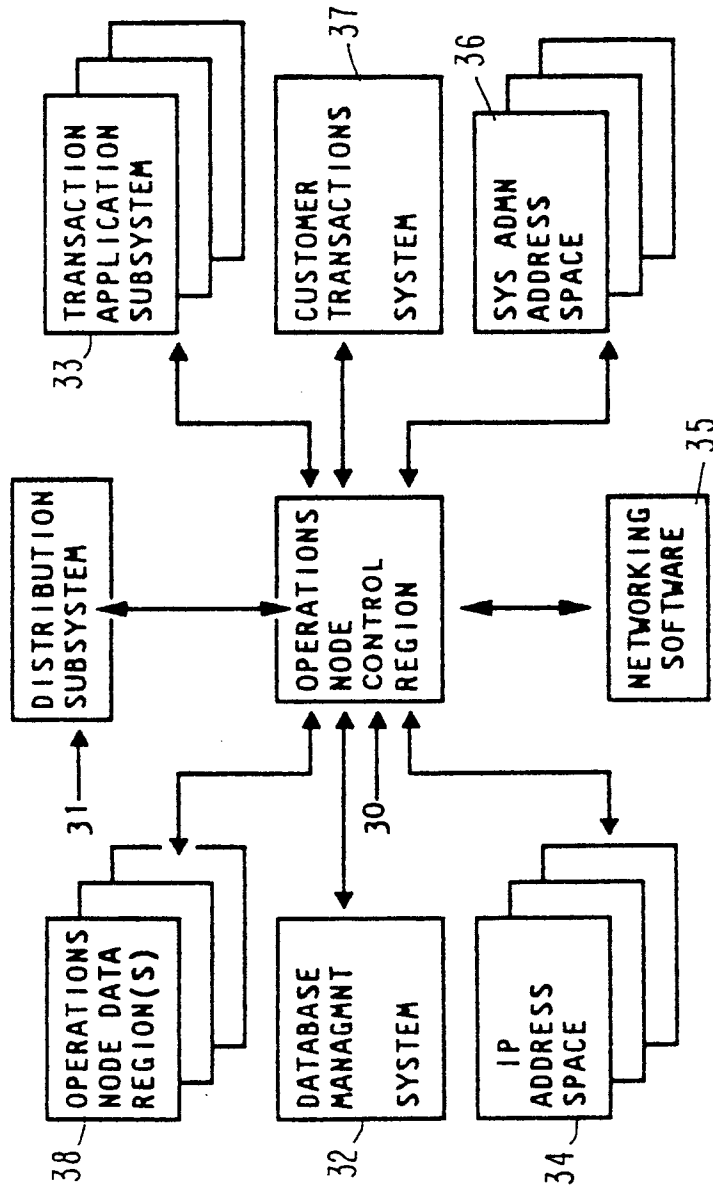 38
OPERATIONS
NODE DATA
REGION(S)
31
DISTRIBUTION
SUBSYSTEM
33
TRANSACTION
APPLICATION
SUBSYSTEM
32
DATABASE
MANAGMNT
SYSTEM
30
OPERATIONS
NODE
CONTROL
REGION
37
CUSTOMER
TRANSACTIONS
SYSTEM
34
IP
ADDRESS
SPACE
35
NETWORKING
SOFTWARE
36
SYS ADMN
ADDRESS
SPACE